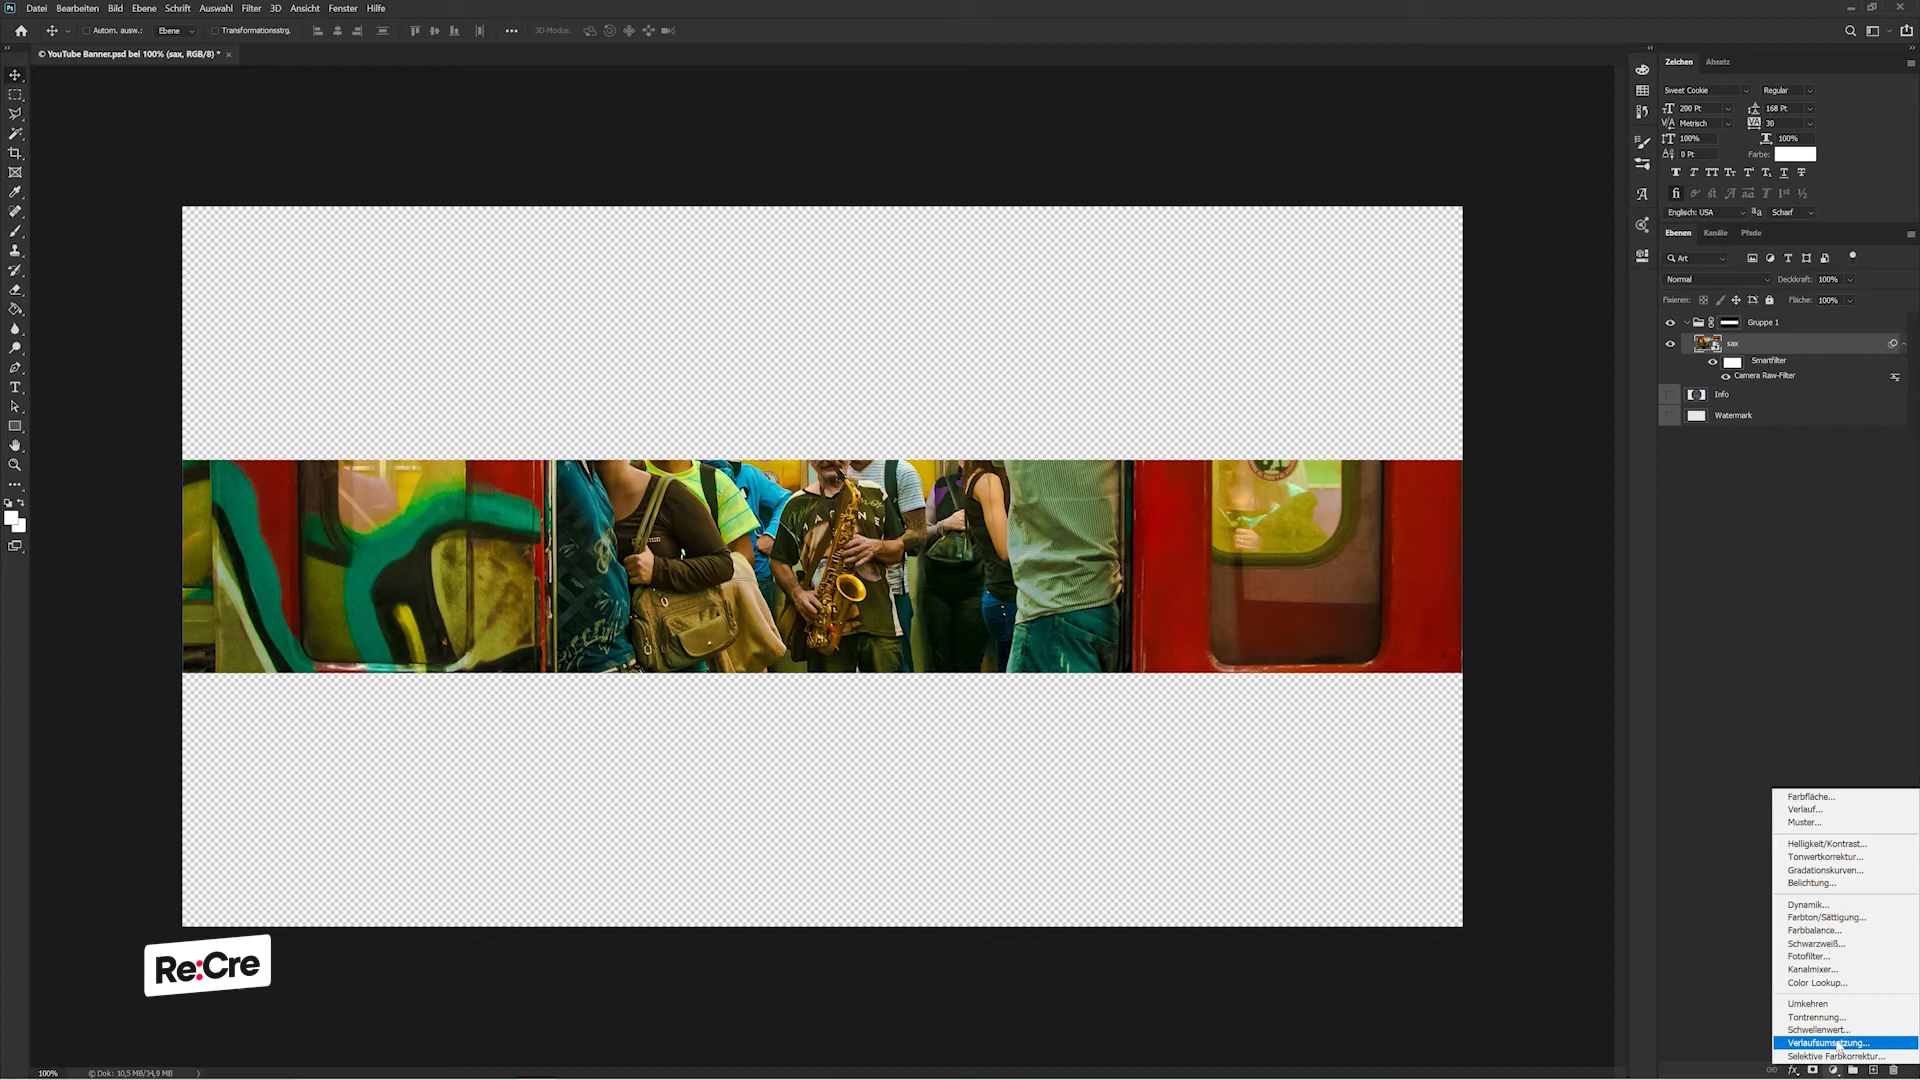 Ps Datei Bearbeiten Bild Ebene Schrift Auswahl Filter 3D Ansicht Fenster Hilfe
Autom. ausw.: Ebene Transformationsstrg. 3D-Modus:
© YouTube Banner.psd bei 100% (sax, RGB/8) *
Zeichen Absatz
Sweet Cookie Regular
200 Pt 168 Pt
Metrisch 30
100% 100%
0 Pt Farbe:
Englisch: USA Scharf
Ebenen Kanäle Pfade
Art
Normal Deckkraft: 100%
Fixieren: Fläche: 100%
Gruppe 1
sax
Smartfilter
Camera Raw-Filter
Info
Watermark
Farbfläche...
Verlauf...
Muster...
Helligkeit/Kontrast...
Tonwertkorrektur...
Gradationskurven...
Belichtung...
Dynamik...
Farbton/Sättigung...
Farbbalance...
Schwarzweiß...
Fotofilter...
Kanalmixer...
Color Lookup...
Umkehren
Tontrennung...
Schwellenwert...
Verlaufsumsetzung...
Selektive Farbkorrektur...
Re:Cre
100% © Dok: 10,5 MB/34,9 MB